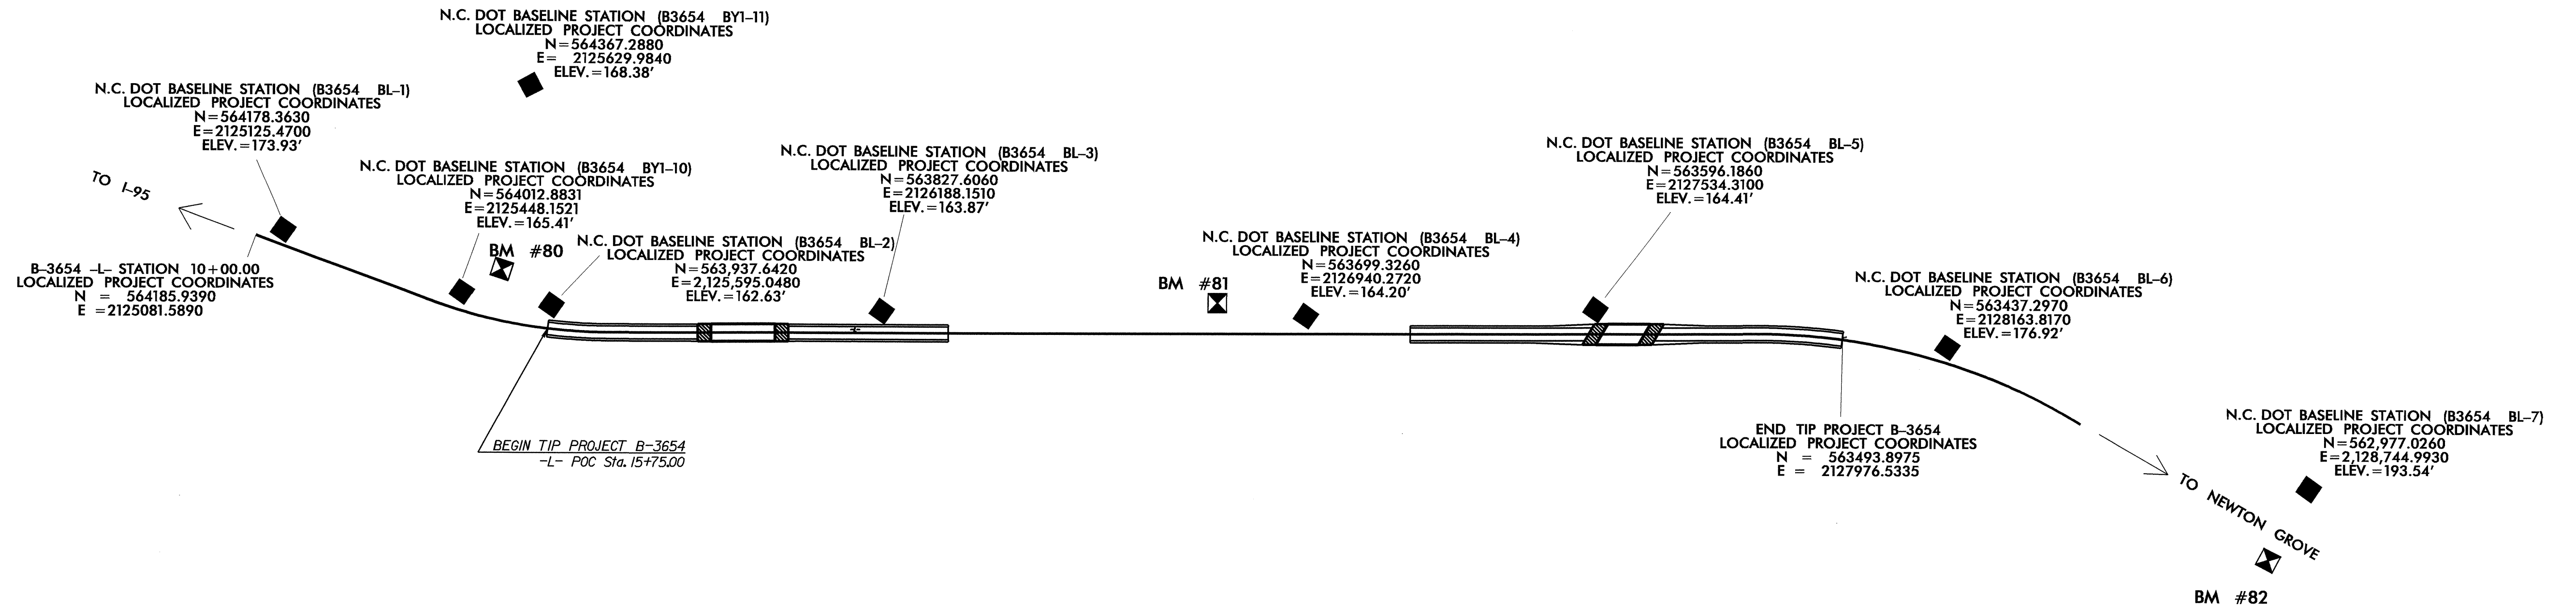 N.C. DOT BASELINE STATION (B3654 BY1-11)
LOCALIZED PROJECT COORDINATES
N=564367.2880
E= 2125629.9840
ELEV.=168.38'
N.C. DOT BASELINE STATION (B3654 BL-1)
LOCALIZED PROJECT COORDINATES
N=564178.3630
E=2125125.4700
ELEV.=173.93'
TO I-95
N.C. DOT BASELINE STATION (B3654 BY1-10)
LOCALIZED PROJECT COORDINATES
N=564012.8831
E=2125448.1521
ELEV.=165.41'
BM #80
B-3654 -L- STATION 10+00.00
LOCALIZED PROJECT COORDINATES
N = 564185.9390
E =2125081.5890
N.C. DOT BASELINE STATION (B3654 BL-2)
LOCALIZED PROJECT COORDINATES
N=563,937.6420
E=2,125,595.0480
ELEV.=162.63'
N.C. DOT BASELINE STATION (B3654 BL-3)
LOCALIZED PROJECT COORDINATES
N=563827.6060
E=2126188.1510
ELEV.=163.87'
BEGIN TIP PROJECT B-3654
-L- POC Sta. 15+75.00
BM #81
N.C. DOT BASELINE STATION (B3654 BL-4)
LOCALIZED PROJECT COORDINATES
N=563699.3260
E=2126940.2720
ELEV.=164.20'
N.C. DOT BASELINE STATION (B3654 BL-5)
LOCALIZED PROJECT COORDINATES
N=563596.1860
E=2127534.3100
ELEV.=164.41'
N.C. DOT BASELINE STATION (B3654 BL-6)
LOCALIZED PROJECT COORDINATES
N=563437.2970
E=2128163.8170
ELEV.=176.92'
END TIP PROJECT B-3654
LOCALIZED PROJECT COORDINATES
N = 563493.8975
E = 2127976.5335
N.C. DOT BASELINE STATION (B3654 BL-7)
LOCALIZED PROJECT COORDINATES
N=562,977.0260
E=2,128,744.9930
ELEV.=193.54'
TO NEWTON GROVE
BM #82